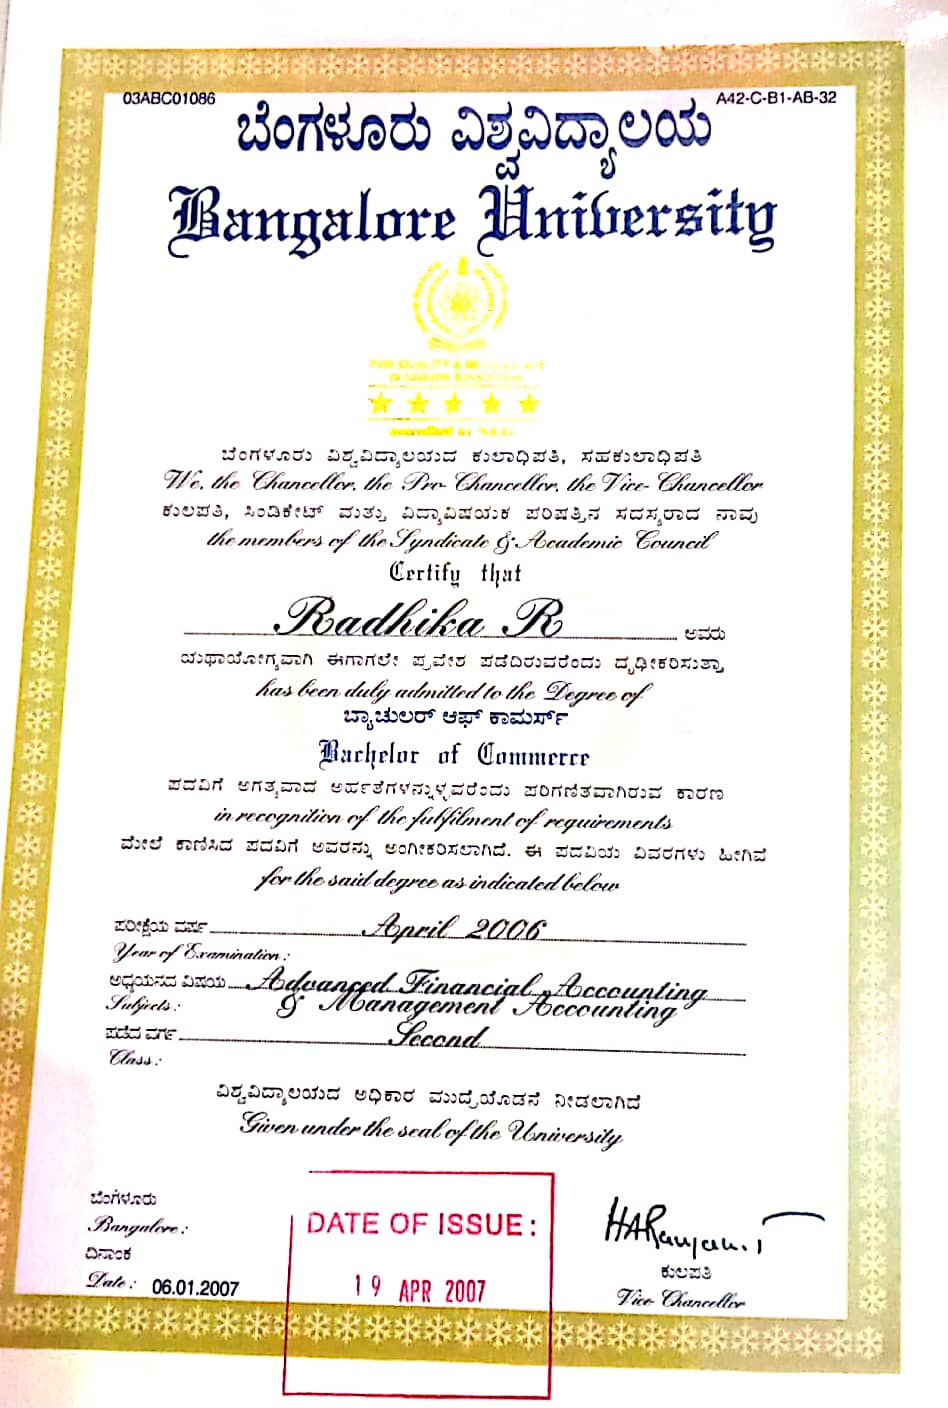 03ABC01086
A42-C-B1-AB-32
ಬೆಂಗಳೂರು ವಿಶ್ವವಿದ್ಯಾಲಯ
Bangalore University
ಬೆಂಗಳೂರು ವಿಶ್ವವಿದ್ಯಾಲಯದ ಕುಲಾಧಿಪತಿ, ಸಹಕುಲಾಧಿಪತಿ
We, the Chancellor, the Pro-Chancellor, the Vice-Chancellor
ಕುಲಪತಿ, ಸಿಂಡಿಕೇಟ್ ಮತ್ತು ವಿದ್ಯಾವಿಷಯಕ ಪರಿಷತ್ತಿನ ಸದಸ್ಯರಾದ ನಾವು
the members of the Syndicate & Academic Council
Certify that
Radhika R ಅವರು
ಯಥಾಯೋಗ್ಯವಾಗಿ ಈಗಾಗಲೇ ಪ್ರವೇಶ ಪಡೆದಿರುವರೆಂದು ದೃಢೀಕರಿಸುತ್ತಾ
has been duly admitted to the Degree of
ಬ್ಯಾಚುಲರ್ ಆಫ್ ಕಾಮರ್ಸ್
Bachelor of Commerce
ಪದವಿಗೆ ಅಗತ್ಯವಾದ ಅರ್ಹತೆಗಳನ್ನುಳ್ಳವರೆಂದು ಪರಿಗಣಿತವಾಗಿರುವ ಕಾರಣ
in recognition of the fulfilment of requirements
ಮೇಲೆ ಕಾಣಿಸಿದ ಪದವಿಗೆ ಅವರನ್ನು ಅಂಗೀಕರಿಸಲಾಗಿದೆ. ಈ ಪದವಿಯ ವಿವರಗಳು ಹೀಗಿವೆ
for the said degree as indicated below
ಪರೀಕ್ಷೆಯ ವರ್ಷ April 2006
Year of Examination :
ಅಧ್ಯಯನದ ವಿಷಯ Advanced Financial Accounting
Subjects : & Management Accounting
ಪಡೆದ ವರ್ಗ Second
Class :
ವಿಶ್ವವಿದ್ಯಾಲಯದ ಅಧಿಕಾರ ಮುದ್ರೆಯೊಡನೆ ನೀಡಲಾಗಿದೆ
Given under the seal of the University
ಬೆಂಗಳೂರು
Bangalore :
ದಿನಾಂಕ
Date : 06.01.2007
DATE OF ISSUE :
19 APR 2007
ಕುಲಪತಿ
Vice-Chancellor